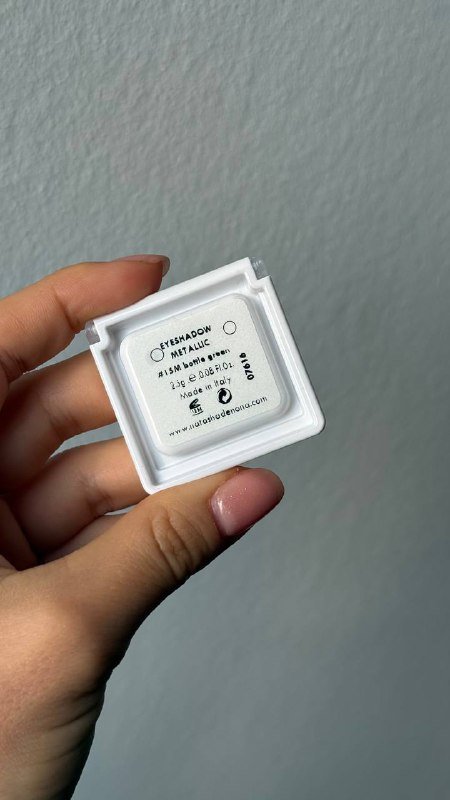 EYESHADOW
METALLIC
#15M bottle green
2.5g ℮ 0.08 Fl.Oz.
Made in Italy
www.natashadenona.com
07616